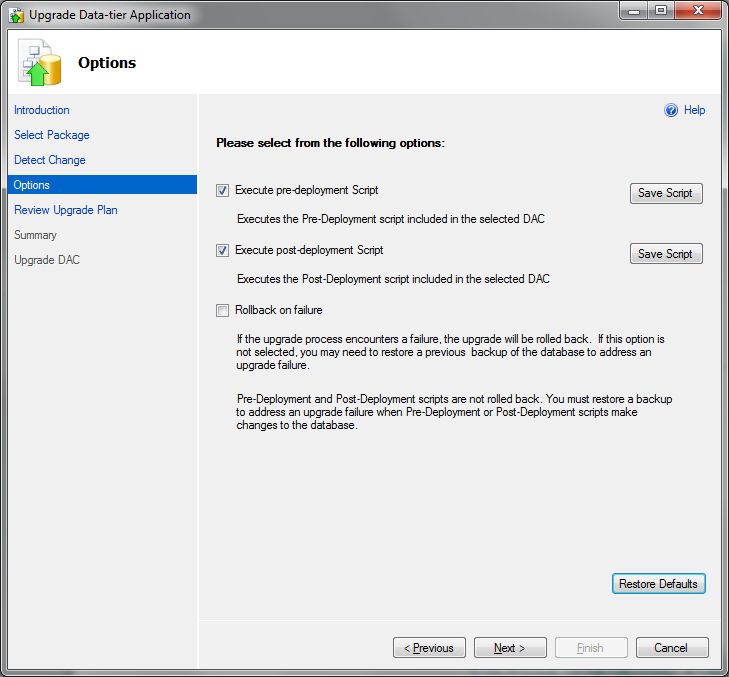 Upgrade Data-tier Application
Options
Introduction
Select Package
Detect Change
Options
Review Upgrade Plan
Summary
Upgrade DAC
Help
Please select from the following options:
Execute pre-deployment Script
Save Script
Executes the Pre-Deployment script included in the selected DAC
Execute post-deployment Script
Save Script
Executes the Post-Deployment script included in the selected DAC
Rollback on failure
If the upgrade process encounters a failure, the upgrade will be rolled back. If this option is
not selected, you may need to restore a previous backup of the database to address an
upgrade failure.
Pre-Deployment and Post-Deployment scripts are not rolled back. You must restore a backup
to address an upgrade failure when Pre-Deployment or Post-Deployment scripts make
changes to the database.
Restore Defaults
< Previous
Next >
Finish
Cancel